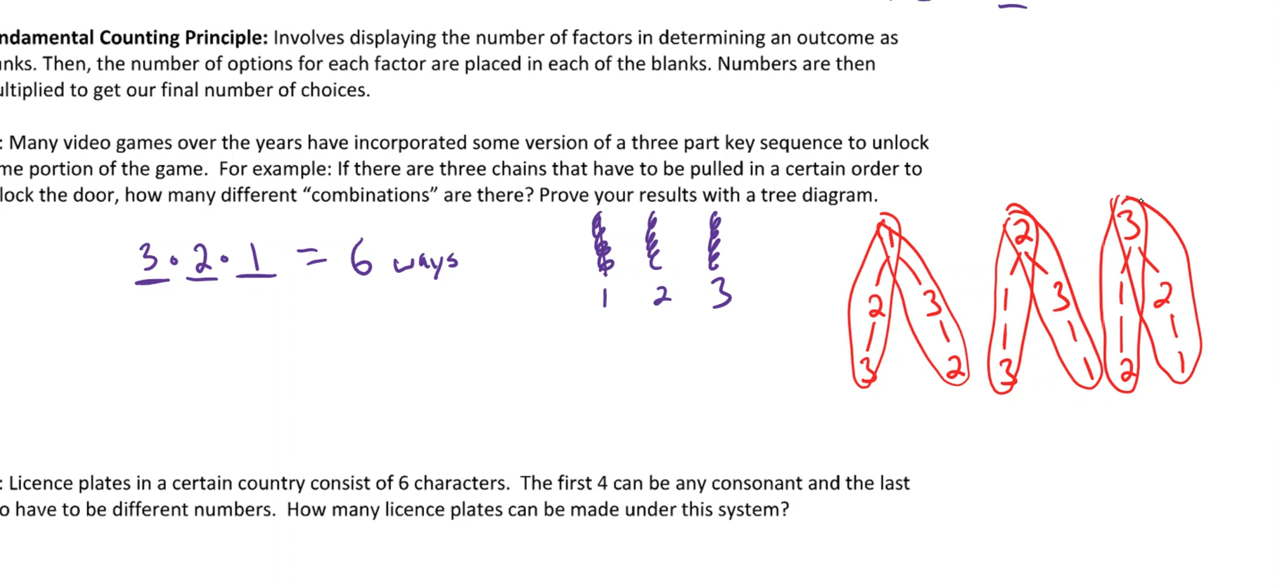 ndamental Counting Principle: Involves displaying the number of factors in determining an outcome as
nks. Then, the number of options for each factor are placed in each of the blanks. Numbers are then
ltiplied to get our final number of choices.
: Many video games over the years have incorporated some version of a three part key sequence to unlock
me portion of the game. For example: If there are three chains that have to be pulled in a certain order to
lock the door, how many different “combinations” are there? Prove your results with a tree diagram.
3 · 2 · 1 = 6 ways
1 2 3
1 2 3
2 3 1 3 1 2
3 2 3 1 2 1
: Licence plates in a certain country consist of 6 characters. The first 4 can be any consonant and the last
o have to be different numbers. How many licence plates can be made under this system?